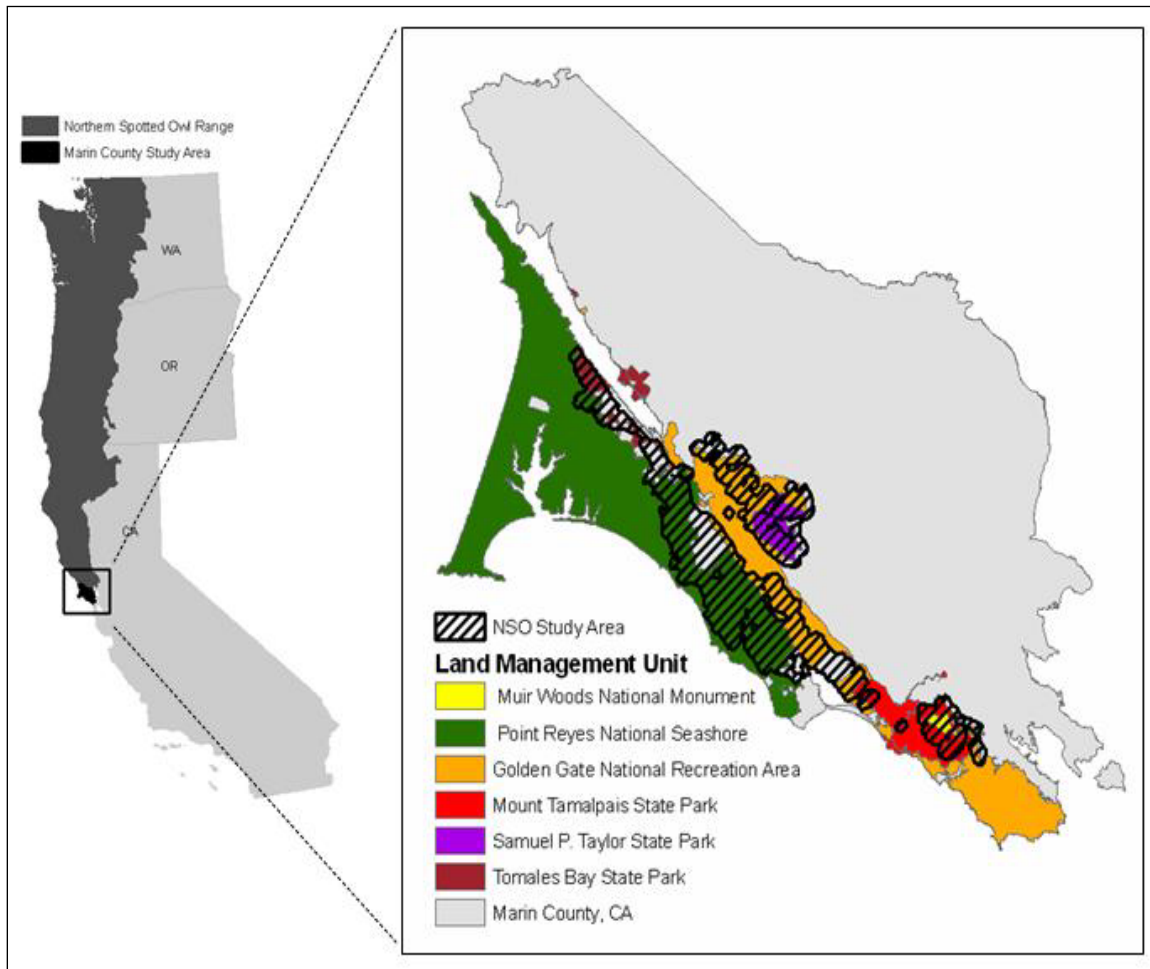 Northern Spotted Owl Range
Marin County Study Area
WA
OR
CA
NSO Study Area
Land Management Unit
Muir Woods National Monument
Point Reyes National Seashore
Golden Gate National Recreation Area
Mount Tamalpais State Park
Samuel P. Taylor State Park
Tomales Bay State Park
Marin County, CA